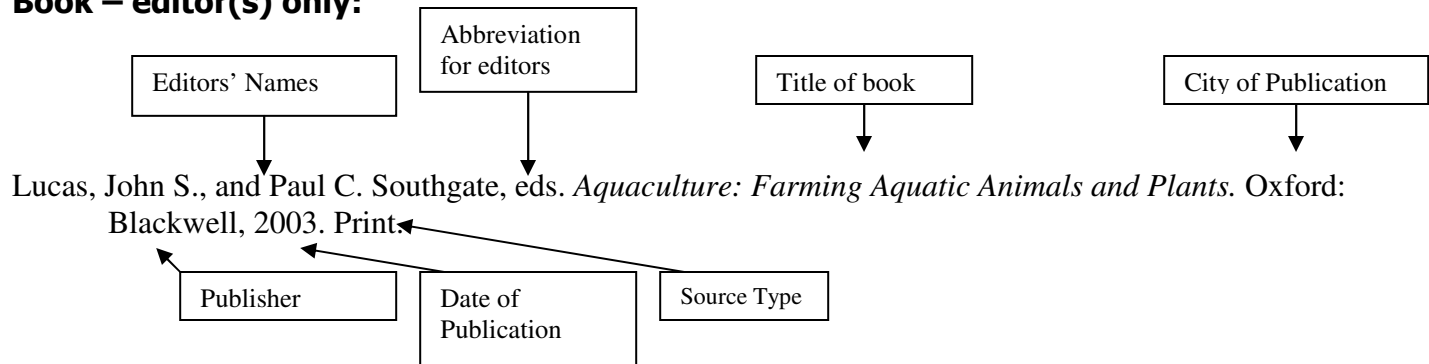 Book – editor(s) only:
Abbreviation
for editors
Editors’ Names
Title of book
City of Publication
Lucas, John S., and Paul C. Southgate, eds. Aquaculture: Farming Aquatic Animals and Plants. Oxford:
Blackwell, 2003. Print.
Publisher
Date of
Publication
Source Type